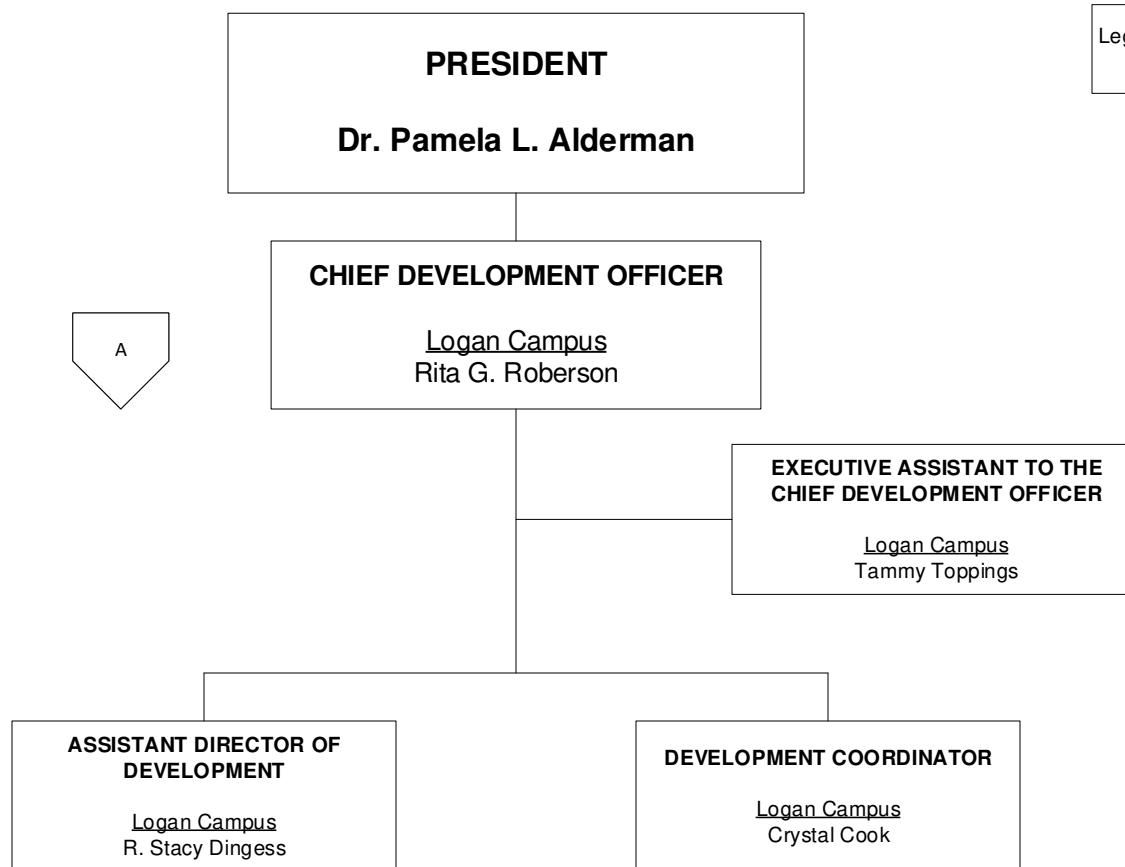 PRESIDENT
Dr. Pamela L. Alderman
CHIEF DEVELOPMENT OFFICER
Logan Campus
Rita G. Roberson
A
EXECUTIVE ASSISTANT TO THE
CHIEF DEVELOPMENT OFFICER
Logan Campus
Tammy Toppings
ASSISTANT DIRECTOR OF
DEVELOPMENT
Logan Campus
R. Stacy Dingess
DEVELOPMENT COORDINATOR
Logan Campus
Crystal Cook